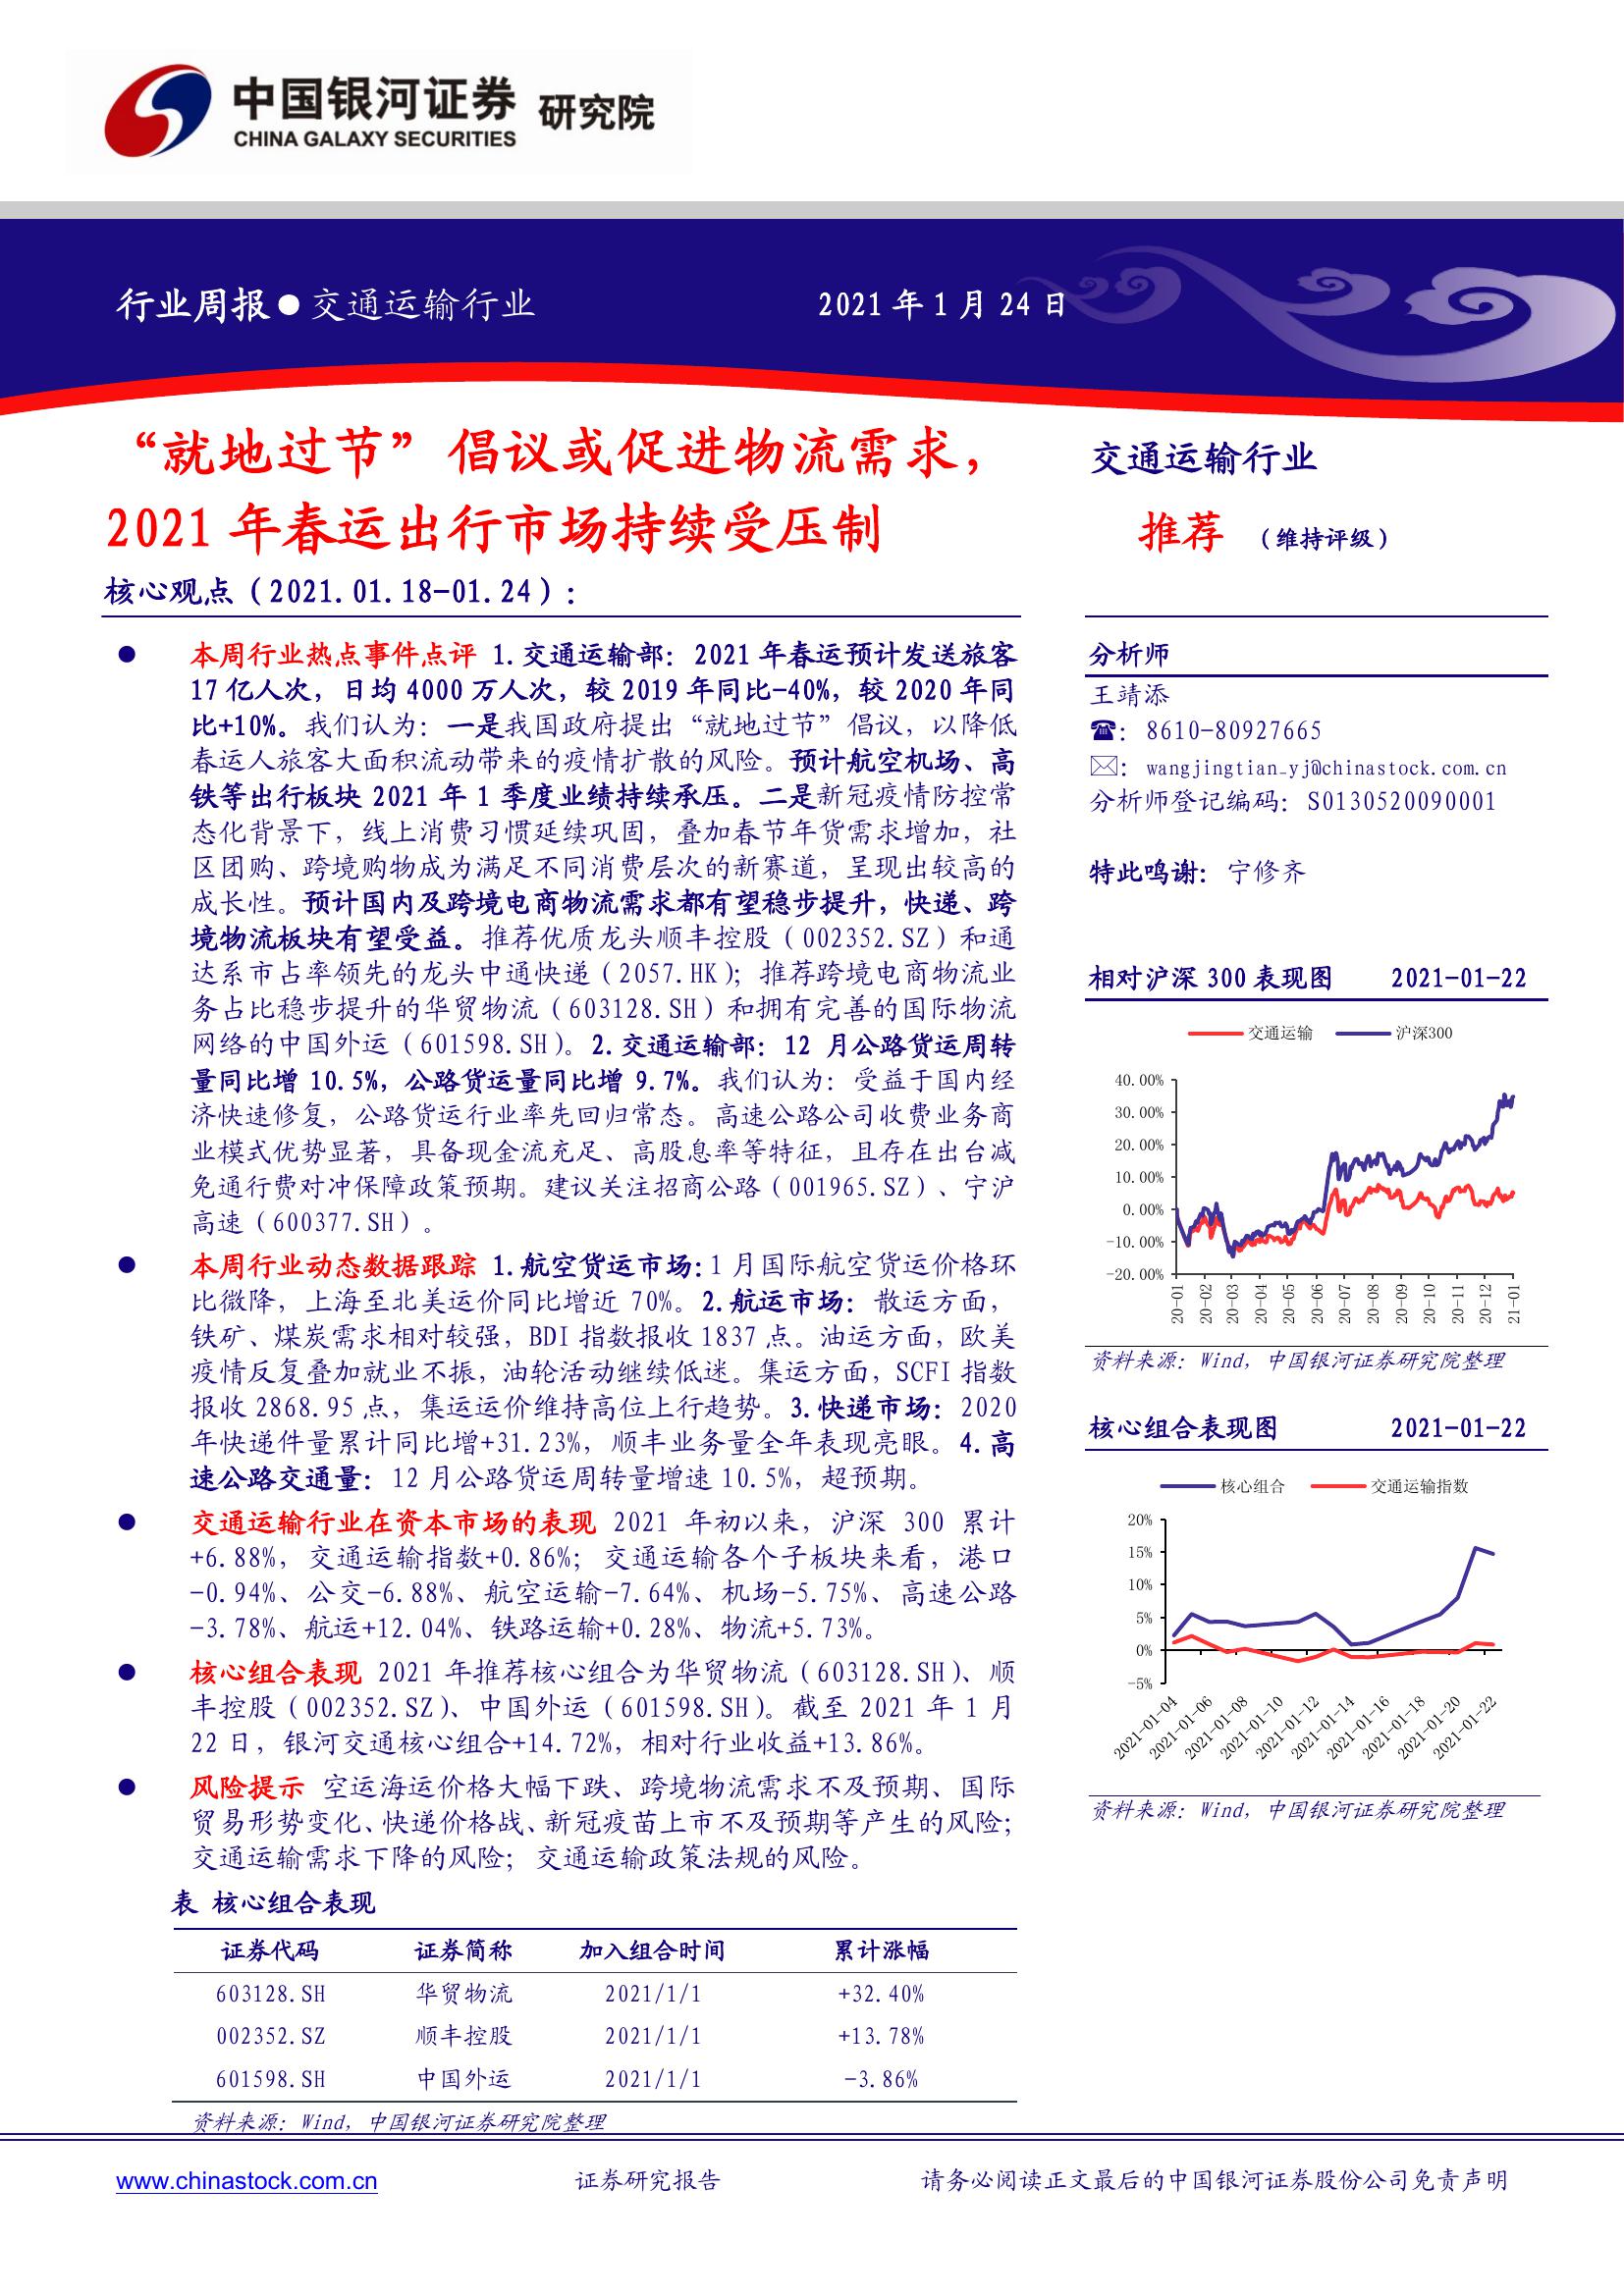 中国银河证券 研究院
CHINA GALAXY SECURITIES
行业周报●交通运输行业 2021 年 1 月 24 日
“就地过节”倡议或促进物流需求，
2021 年春运出行市场持续受压制
核心观点（2021.01.18-01.24）：
● 本周行业热点事件点评 1.交通运输部：2021 年春运预计发送旅客
17 亿人次，日均 4000 万人次，较 2019 年同比-40%，较 2020 年同
比+10%。我们认为：一是我国政府提出“就地过节”倡议，以降低
春运人旅客大面积流动带来的疫情扩散的风险。预计航空机场、高
铁等出行板块 2021 年 1 季度业绩持续承压。二是新冠疫情防控常
态化背景下，线上消费习惯延续巩固，叠加春节年货需求增加，社
区团购、跨境购物成为满足不同消费层次的新赛道，呈现出较高的
成长性。预计国内及跨境电商物流需求都有望稳步提升，快递、跨
境物流板块有望受益。推荐优质龙头顺丰控股（002352.SZ）和通
达系市占率领先的龙头中通快递（2057.HK）；推荐跨境电商物流业
务占比稳步提升的华贸物流（603128.SH）和拥有完善的国际物流
网络的中国外运（601598.SH）。2.交通运输部：12 月公路货运周转
量同比增 10.5%，公路货运量同比增 9.7%。我们认为：受益于国内经
济快速修复，公路货运行业率先回归常态。高速公路公司收费业务商
业模式优势显著，具备现金流充足、高股息率等特征，且存在出台减
免通行费对冲保障政策预期。建议关注招商公路（001965.SZ）、宁沪
高速（600377.SH）。
● 本周行业动态数据跟踪 1.航空货运市场：1 月国际航空货运价格环
比微降，上海至北美运价同比增近 70%。2.航运市场：散运方面，
铁矿、煤炭需求相对较强，BDI 指数报收 1837 点。油运方面，欧美
疫情反复叠加就业不振，油轮活动继续低迷。集运方面，SCFI 指数
报收 2868.95 点，集运运价维持高位上行趋势。3.快递市场：2020
年快递件量累计同比增+31.23%，顺丰业务量全年表现亮眼。4.高
速公路交通量：12 月公路货运周转量增速 10.5%，超预期。
● 交通运输行业在资本市场的表现 2021 年初以来，沪深 300 累计
+6.88%，交通运输指数+0.86%；交通运输各个子板块来看，港口
-0.94%、公交-6.88%、航空运输-7.64%、机场-5.75%、高速公路
-3.78%、航运+12.04%、铁路运输+0.28%、物流+5.73%。
● 核心组合表现 2021 年推荐核心组合为华贸物流（603128.SH）、顺
丰控股（002352.SZ）、中国外运（601598.SH）。截至 2021 年 1 月
22 日，银河交通核心组合+14.72%，相对行业收益+13.86%。
● 风险提示 空运海运价格大幅下跌、跨境物流需求不及预期、国际
贸易形势变化、快递价格战、新冠疫苗上市不及预期等产生的风险；
交通运输需求下降的风险；交通运输政策法规的风险。
表 核心组合表现
证券代码 证券简称 加入组合时间 累计涨幅
603128.SH 华贸物流 2021/1/1 +32.40%
002352.SZ 顺丰控股 2021/1/1 +13.78%
601598.SH 中国外运 2021/1/1 -3.86%
资料来源：Wind，中国银河证券研究院整理
交通运输行业
推荐 （维持评级）
分析师
王靖添
☎：8610-80927665
✉：wangjingtian_yj@chinastock.com.cn
分析师登记编码：S0130520090001
特此鸣谢：宁修齐
相对沪深 300 表现图 2021-01-22
交通运输 沪深300
40.00%
30.00%
20.00%
10.00%
0.00%
-10.00%
-20.00%
20-01 20-02 20-03 20-04 20-05 20-06 20-07 20-08 20-09 20-10 20-11 20-12 21-01
资料来源：Wind，中国银河证券研究院整理
核心组合表现图 2021-01-22
核心组合 交通运输指数
20%
15%
10%
5%
0%
-5%
2021-01-04 2021-01-06 2021-01-08 2021-01-10 2021-01-12 2021-01-14 2021-01-16 2021-01-18 2021-01-20 2021-01-22
资料来源：Wind，中国银河证券研究院整理
www.chinastock.com.cn 证券研究报告 请务必阅读正文最后的中国银河证券股份公司免责声明